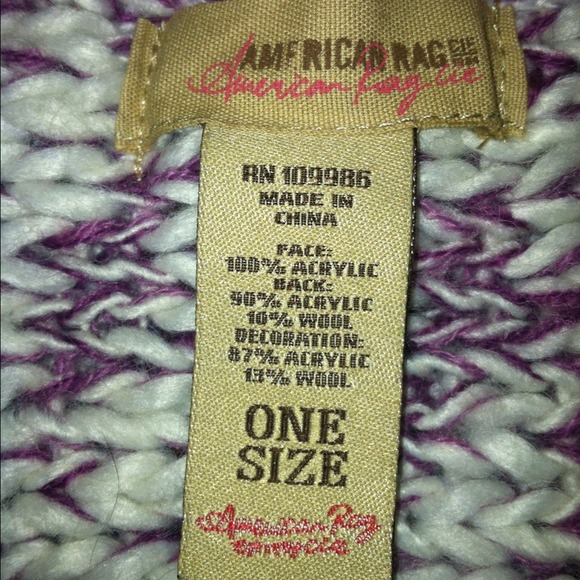 AMERICAN RAG CIE
American Rag cie
RN 109986
MADE IN
CHINA
FACE:
100% ACRYLIC
BACK:
90% ACRYLIC
10% WOOL
DECORATION:
87% ACRYLIC
13% WOOL
ONE
SIZE
American Rag